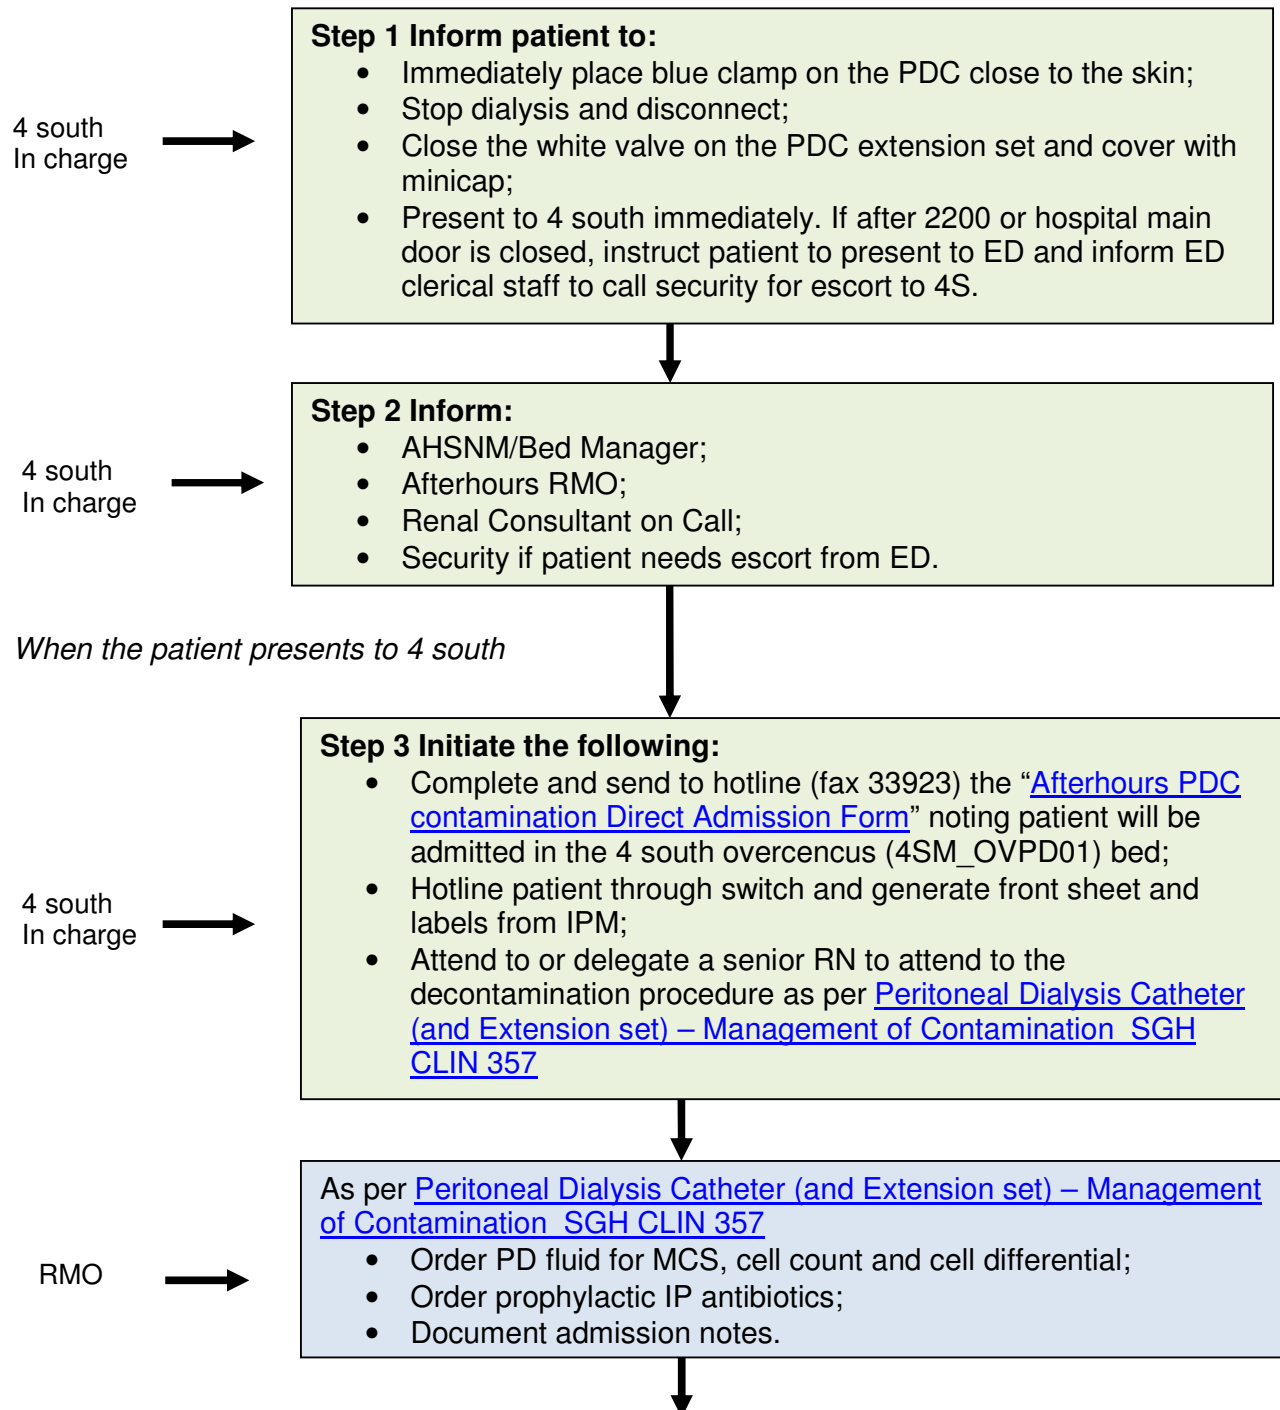 Step 1 Inform patient to:
• Immediately place blue clamp on the PDC close to the skin;
• Stop dialysis and disconnect;
• Close the white valve on the PDC extension set and cover with
minicap;
• Present to 4 south immediately. If after 2200 or hospital main
door is closed, instruct patient to present to ED and inform ED
clerical staff to call security for escort to 4S.
4 south
In charge
Step 2 Inform:
• AHSNM/Bed Manager;
• Afterhours RMO;
• Renal Consultant on Call;
• Security if patient needs escort from ED.
4 south
In charge
When the patient presents to 4 south
Step 3 Initiate the following:
• Complete and send to hotline (fax 33923) the “Afterhours PDC
contamination Direct Admission Form” noting patient will be
admitted in the 4 south overcencus (4SM_OVPD01) bed;
• Hotline patient through switch and generate front sheet and
labels from IPM;
• Attend to or delegate a senior RN to attend to the
decontamination procedure as per Peritoneal Dialysis Catheter
(and Extension set) – Management of Contamination SGH
CLIN 357
4 south
In charge
As per Peritoneal Dialysis Catheter (and Extension set) – Management
of Contamination SGH CLIN 357
• Order PD fluid for MCS, cell count and cell differential;
• Order prophylactic IP antibiotics;
• Document admission notes.
RMO